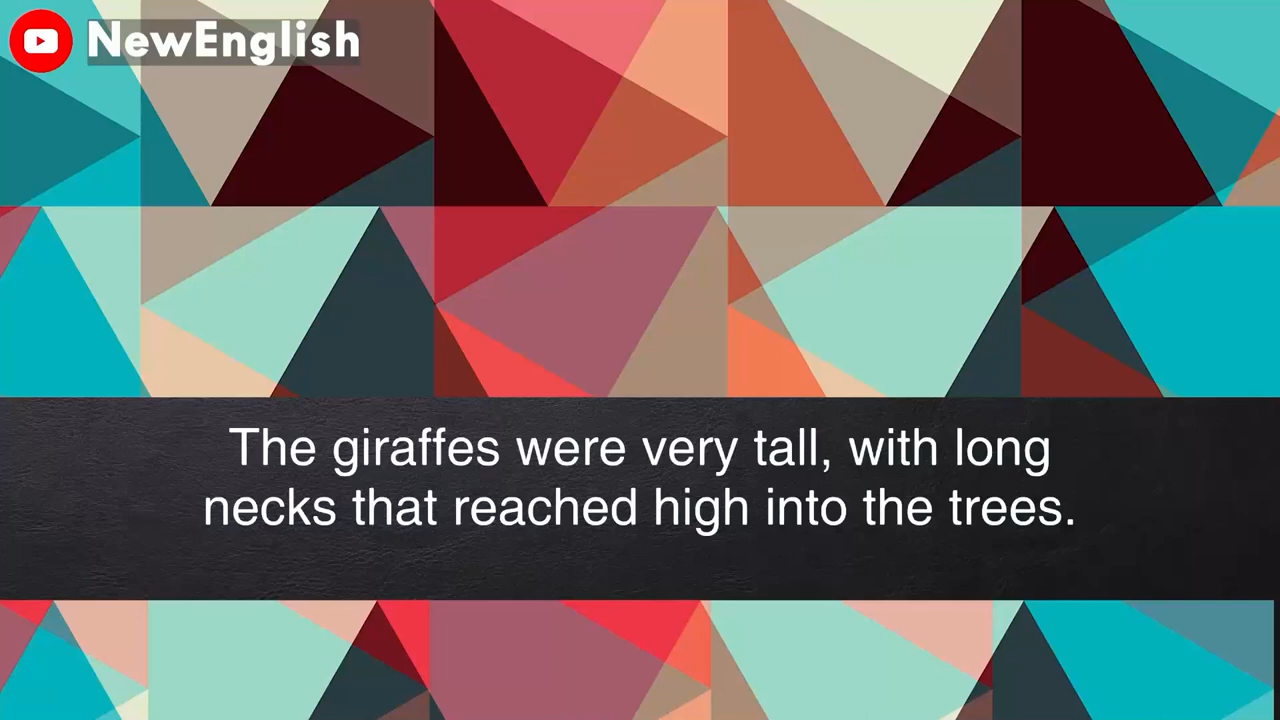 NewEnglish
The giraffes were very tall, with long
necks that reached high into the trees.